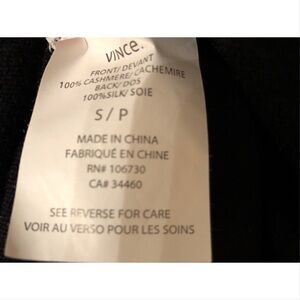 VINCE.
FRONT/DEVANT
100% CASHMERE/CACHEMIRE
BACK/DOS
100%SILK/SOIE
S/P
MADE IN CHINA
FABRIQUÉ EN CHINE
RN# 106730
CA# 34460
SEE REVERSE FOR CARE
VOIR AU VERSO POUR LES SOINS